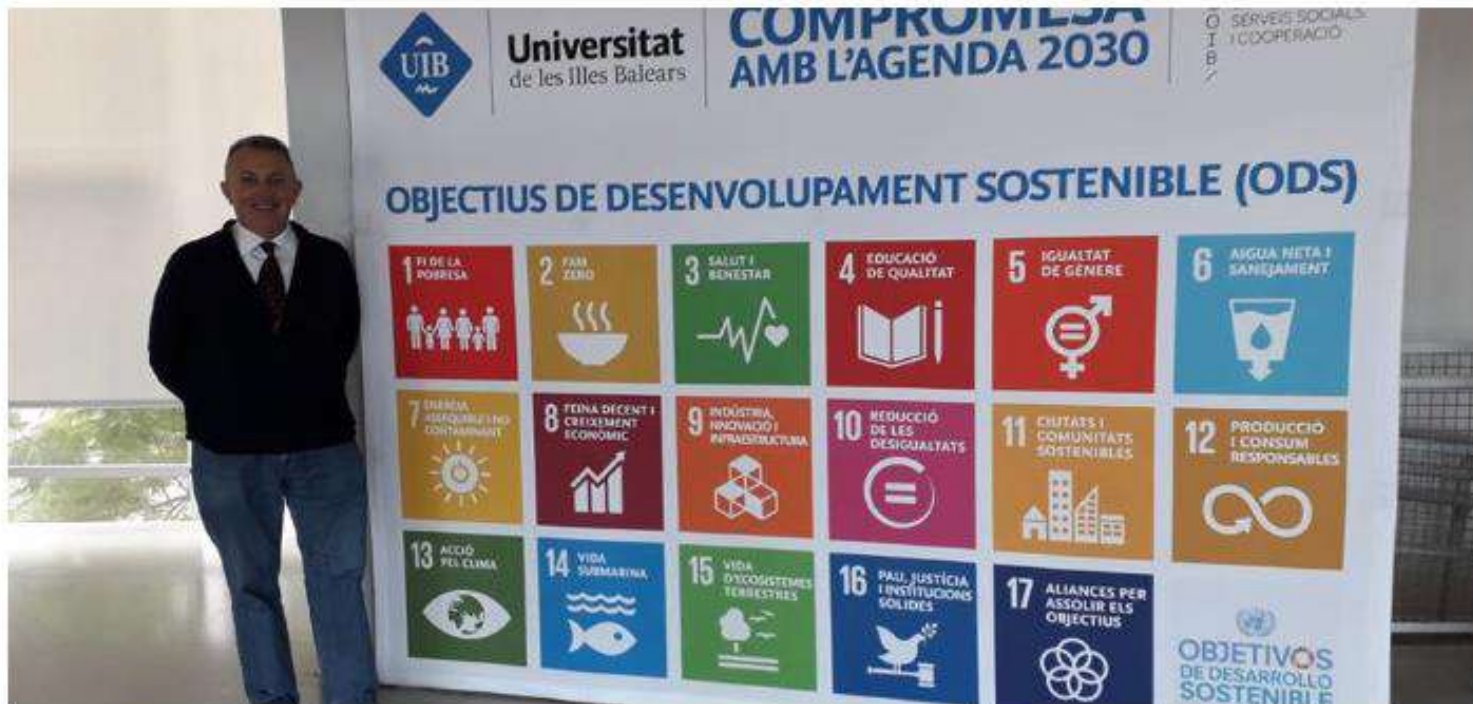 UIB
Universitat
de les Illes Balears
COMPROMESA
AMB L'AGENDA 2030
O
I
B
/
SERVEIS SOCIALS
I COOPERACIÓ
OBJECTIUS DE DESENVOLUPAMENT SOSTENIBLE (ODS)
1 FI DE LA
POBRESA
2 FAM
ZERO
3 SALUT I
BENESTAR
4 EDUCACIÓ
DE QUALITAT
5 IGUALTAT
DE GÈNERE
6 AIGUA NETA I
SANEJAMENT
7 ENERGIA
ASSEQUIBLE I NO
CONTAMINANT
8 FEINA DECENT I
CREIXEMENT
ECONÒMIC
9 INDÚSTRIA,
INNOVACIÓ I
INFRAESTRUCTURA
10 REDUCCIÓ
DE LES
DESIGUALTATS
11 CIUTATS I
COMUNITATS
SOSTENIBLES
12 PRODUCCIÓ
I CONSUM
RESPONSABLES
13 ACCIÓ
PEL CLIMA
14 VIDA
SUBMARINA
15 VIDA
D'ECOSISTEMES
TERRESTRES
16 PAU, JUSTÍCIA
I INSTITUCIONS
SÒLIDES
17 ALIANCES PER
ASSOLIR ELS
OBJECTIUS
OBJETIVOS
DE DESARROLLO
SOSTENIBLE